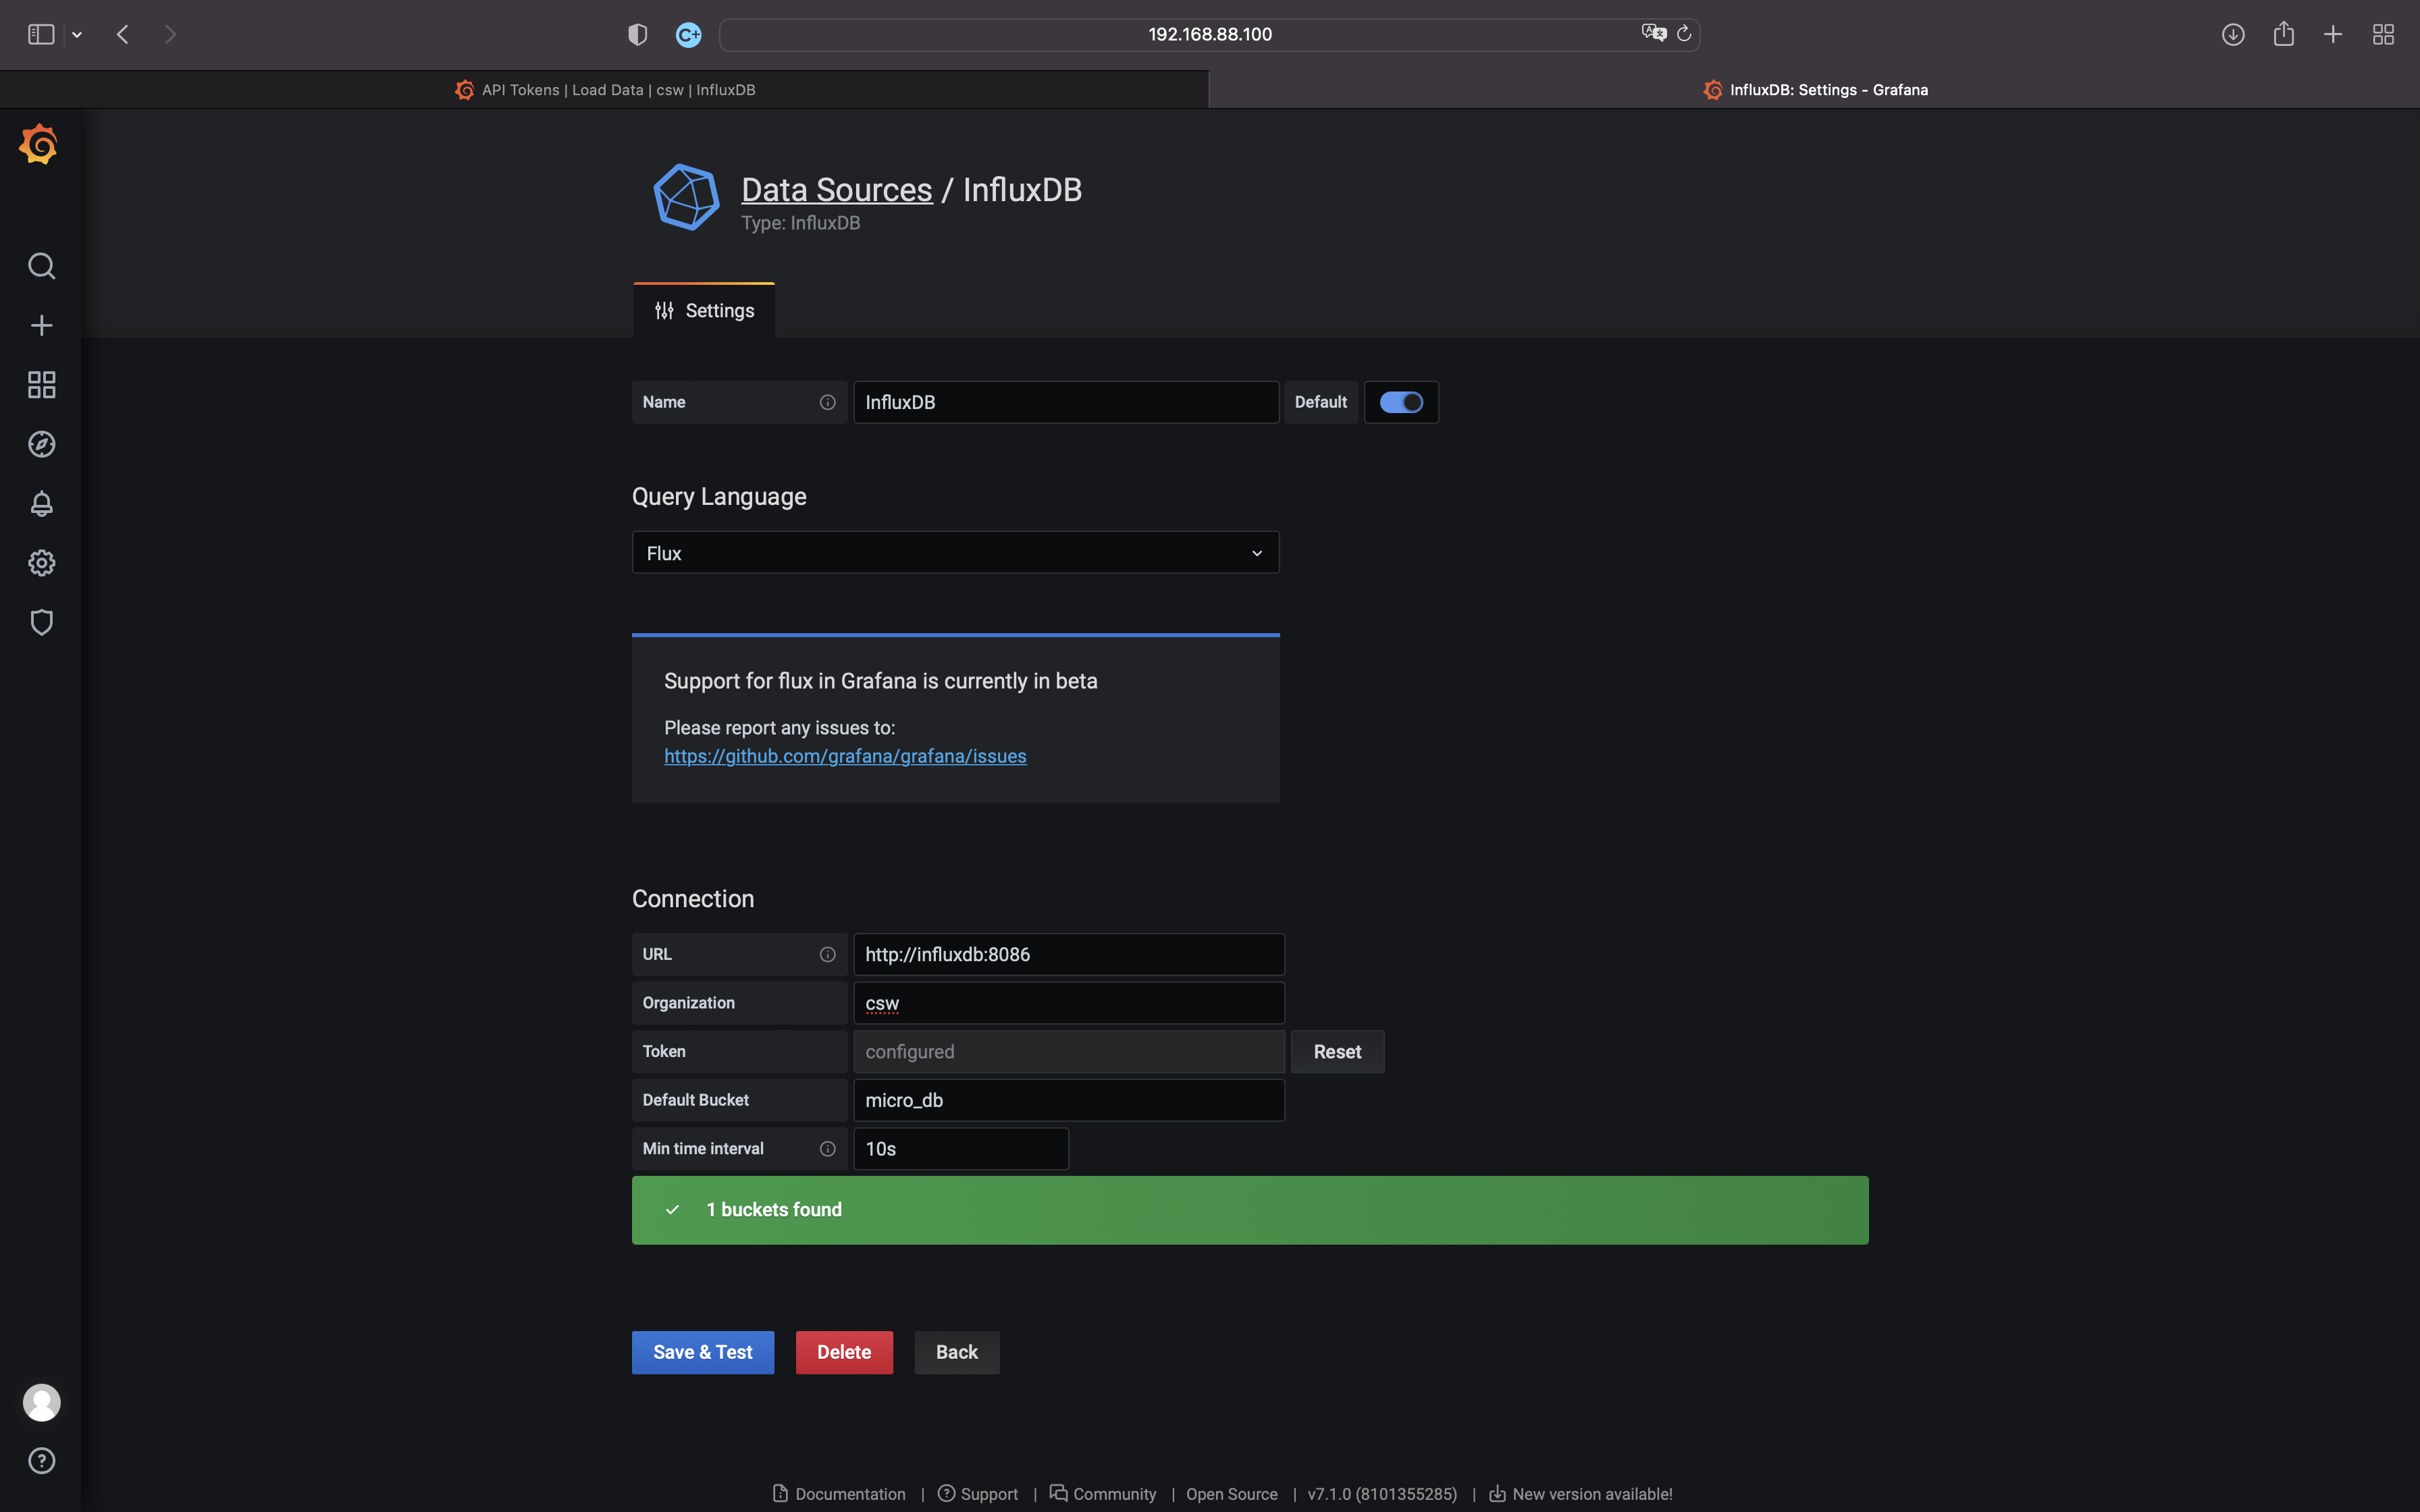 192.168.88.100
API Tokens | Load Data | csw | InfluxDB
InfluxDB: Settings - Grafana
Data Sources / InfluxDB
Type: InfluxDB
Settings
Name
InfluxDB
Default
Query Language
Flux
Support for flux in Grafana is currently in beta
Please report any issues to:
https://github.com/grafana/grafana/issues
Connection
URL
http://influxdb:8086
Organization
csw
Token
configured
Reset
Default Bucket
micro_db
Min time interval
10s
1 buckets found
Save & Test
Delete
Back
Documentation | Support | Community | Open Source | v7.1.0 (8101355285) | New version available!